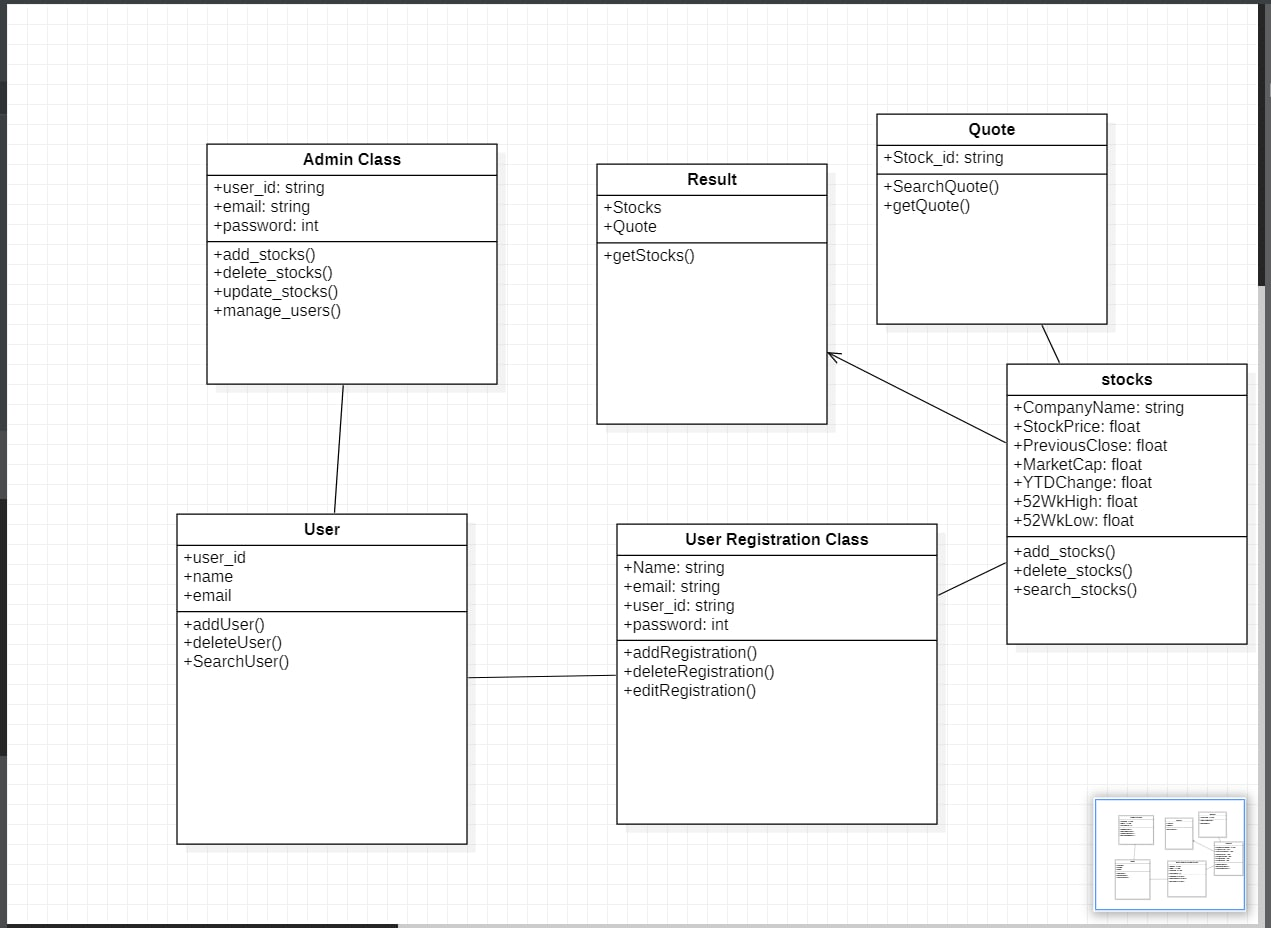 Admin Class
+user_id: string
+email: string
+password: int
+add_stocks()
+delete_stocks()
+update_stocks()
+manage_users()
Result
+Stocks
+Quote
+getStocks()
Quote
+Stock_id: string
+SearchQuote()
+getQuote()
stocks
+CompanyName: string
+StockPrice: float
+PreviousClose: float
+MarketCap: float
+YTDChange: float
+52WkHigh: float
+52WkLow: float
+add_stocks()
+delete_stocks()
+search_stocks()
User
+user_id
+name
+email
+addUser()
+deleteUser()
+SearchUser()
User Registration Class
+Name: string
+email: string
+user_id: string
+password: int
+addRegistration()
+deleteRegistration()
+editRegistration()